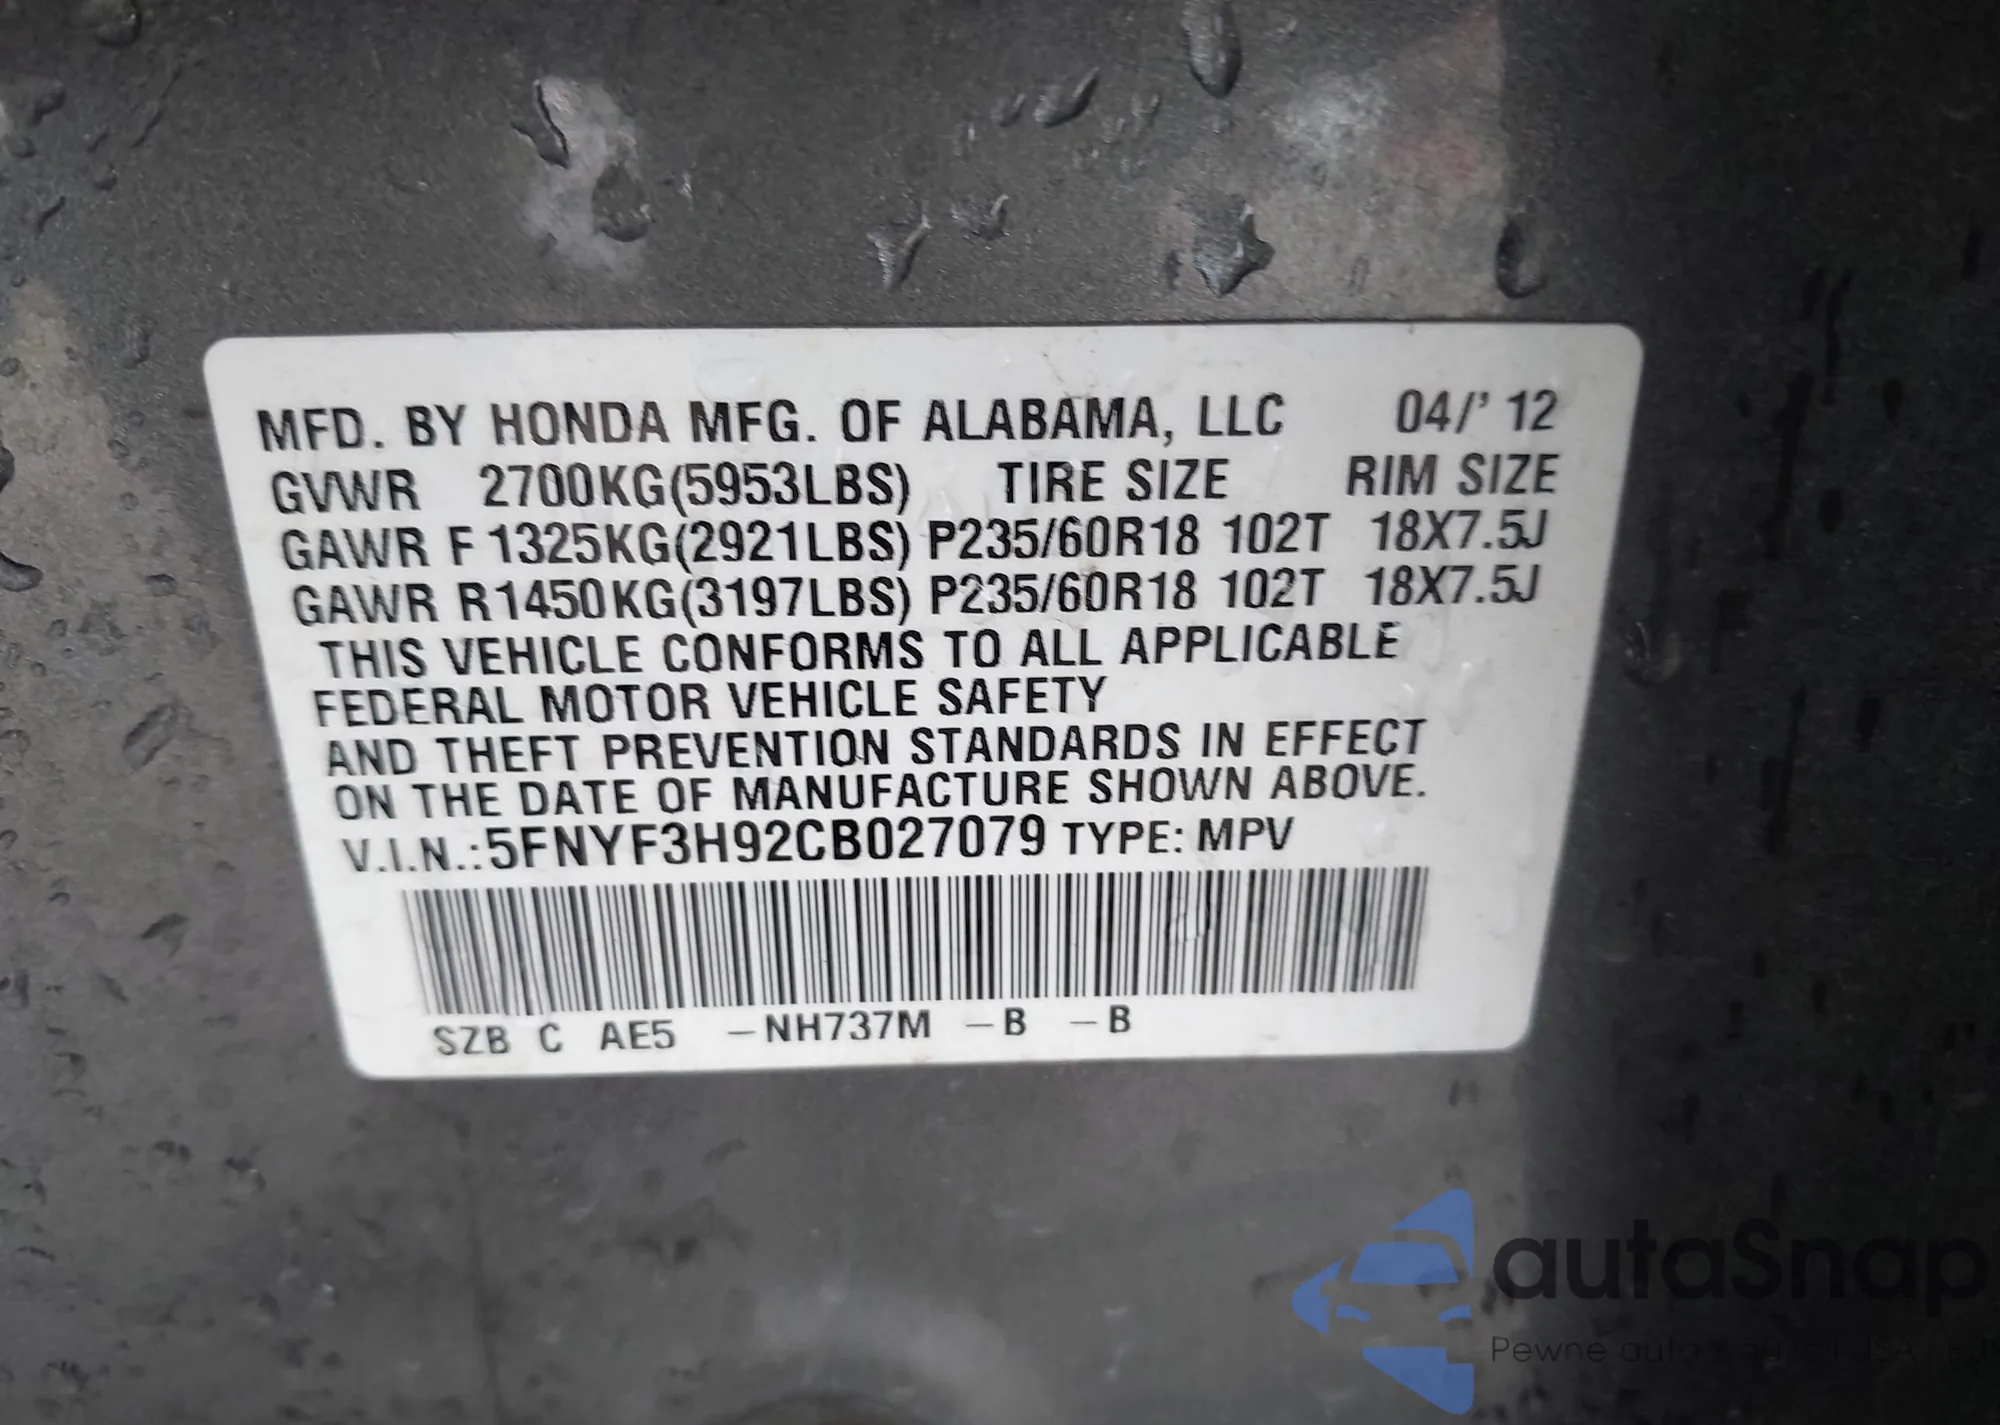 MFD. BY HONDA MFG. OF ALABAMA, LLC 04/'12
GVWR 2700KG(5953LBS) TIRE SIZE RIM SIZE
GAWR F 1325KG(2921LBS) P235/60R18 102T 18X7.5J
GAWR R1450KG(3197LBS) P235/60R18 102T 18X7.5J
THIS VEHICLE CONFORMS TO ALL APPLICABLE
FEDERAL MOTOR VEHICLE SAFETY
AND THEFT PREVENTION STANDARDS IN EFFECT
ON THE DATE OF MANUFACTURE SHOWN ABOVE.
V.I.N.:5FNYF3H92CB027079 TYPE: MPV
SZB C AE5 -NH737M -B -B
autaSnap
Pewne auta